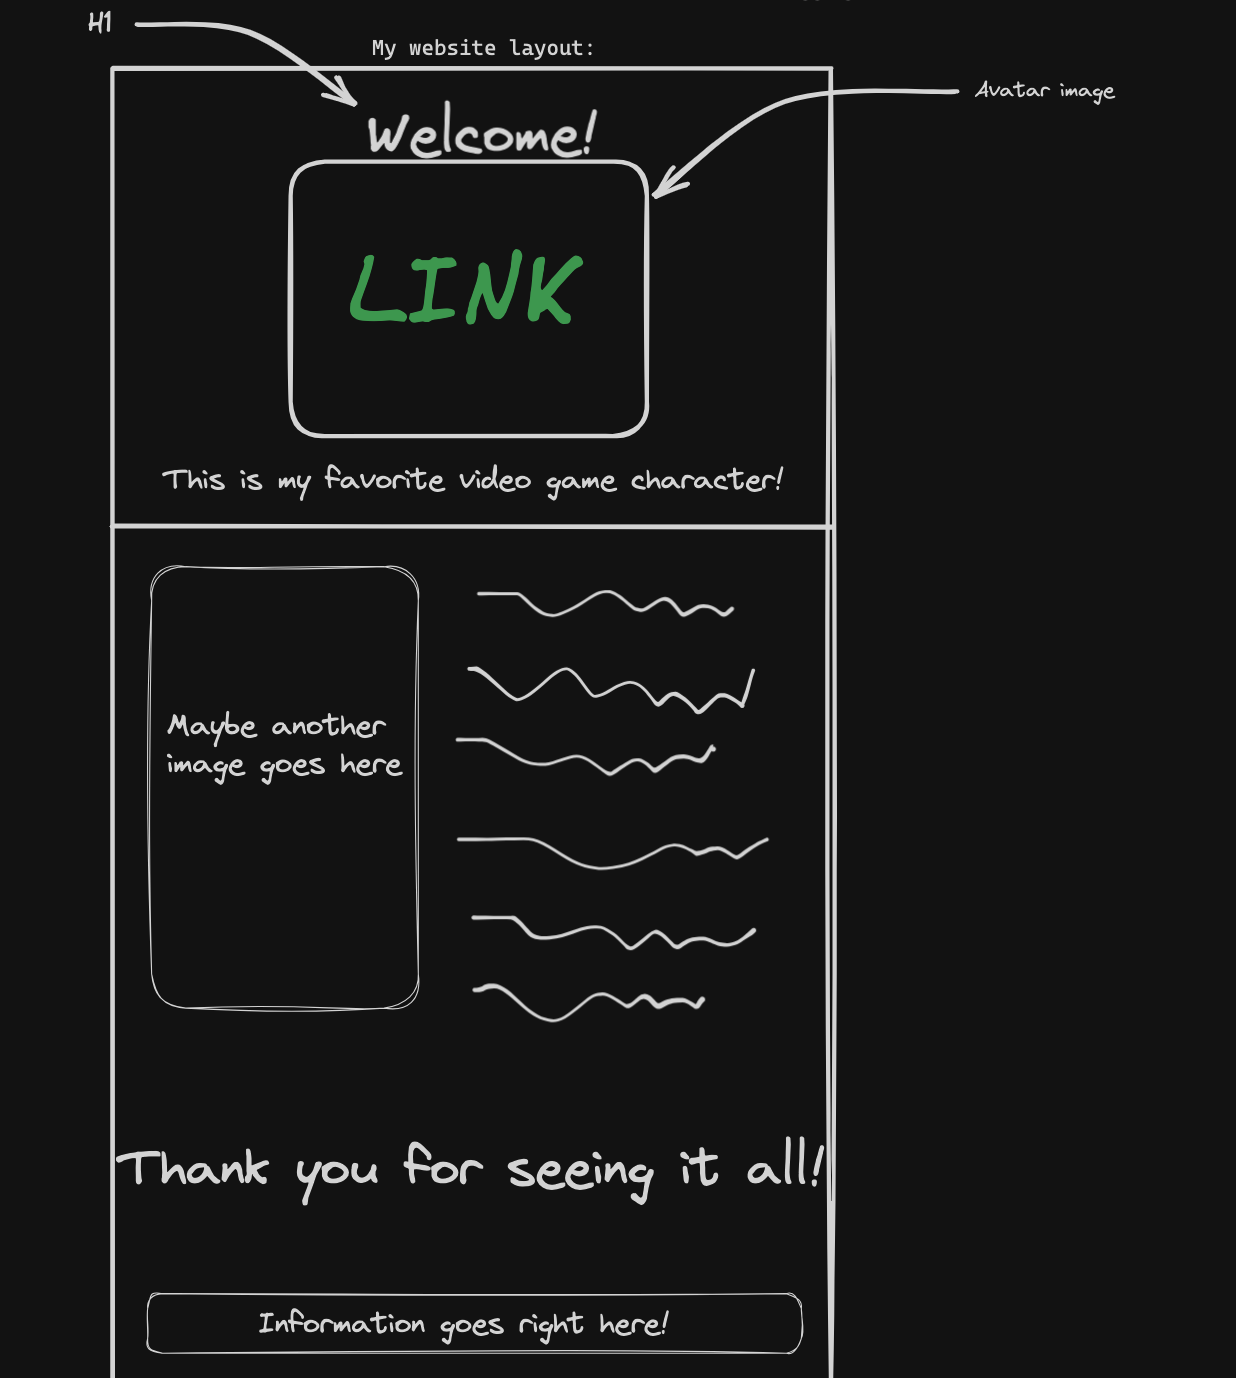 H1
My website layout:
Avatar image
Welcome!
LINK
This is my favorite video game character!
Maybe another
image goes here
Thank you for seeing it all!
Information goes right here!